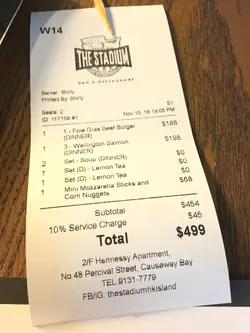 W14
THE STADIUM
BAR & RESTAURANT
Server: Shirly
Printed By: Shirly
Seats: 2 S1
ID: 117156 #1 Nov 15, 18 19:05 PM
1 1 - Foie Gras Beef Burger $188
(DINNER)
1 3 - Wellington Salmon $198
(DINNER)
2 Set - Soup (DINNER) $0
1 Set (D) - Lemon Tea $0
1 Set (D) - Lemon Tea $0
1 Mini Mozzarella Sticks and $68
Corn Nuggets
Subtotal $454
10% Service Charge $45
Total $499
2/F Hennessy Apartment,
No.48 Percival Street, Causeway Bay
TEL.9131-7779
FB/IG: thestadiumhkisland